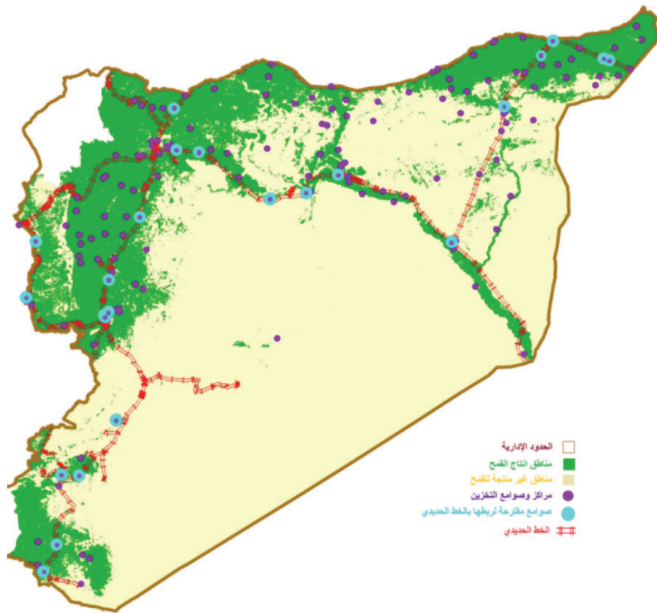 الحدود الإدارية
مناطق انتاج القمح
مناطق غير منتجة للقمح
مراكز وصوامع التخزين
صوامع مقترحة لربطها بالخط الحديدي
الخط الحديدي